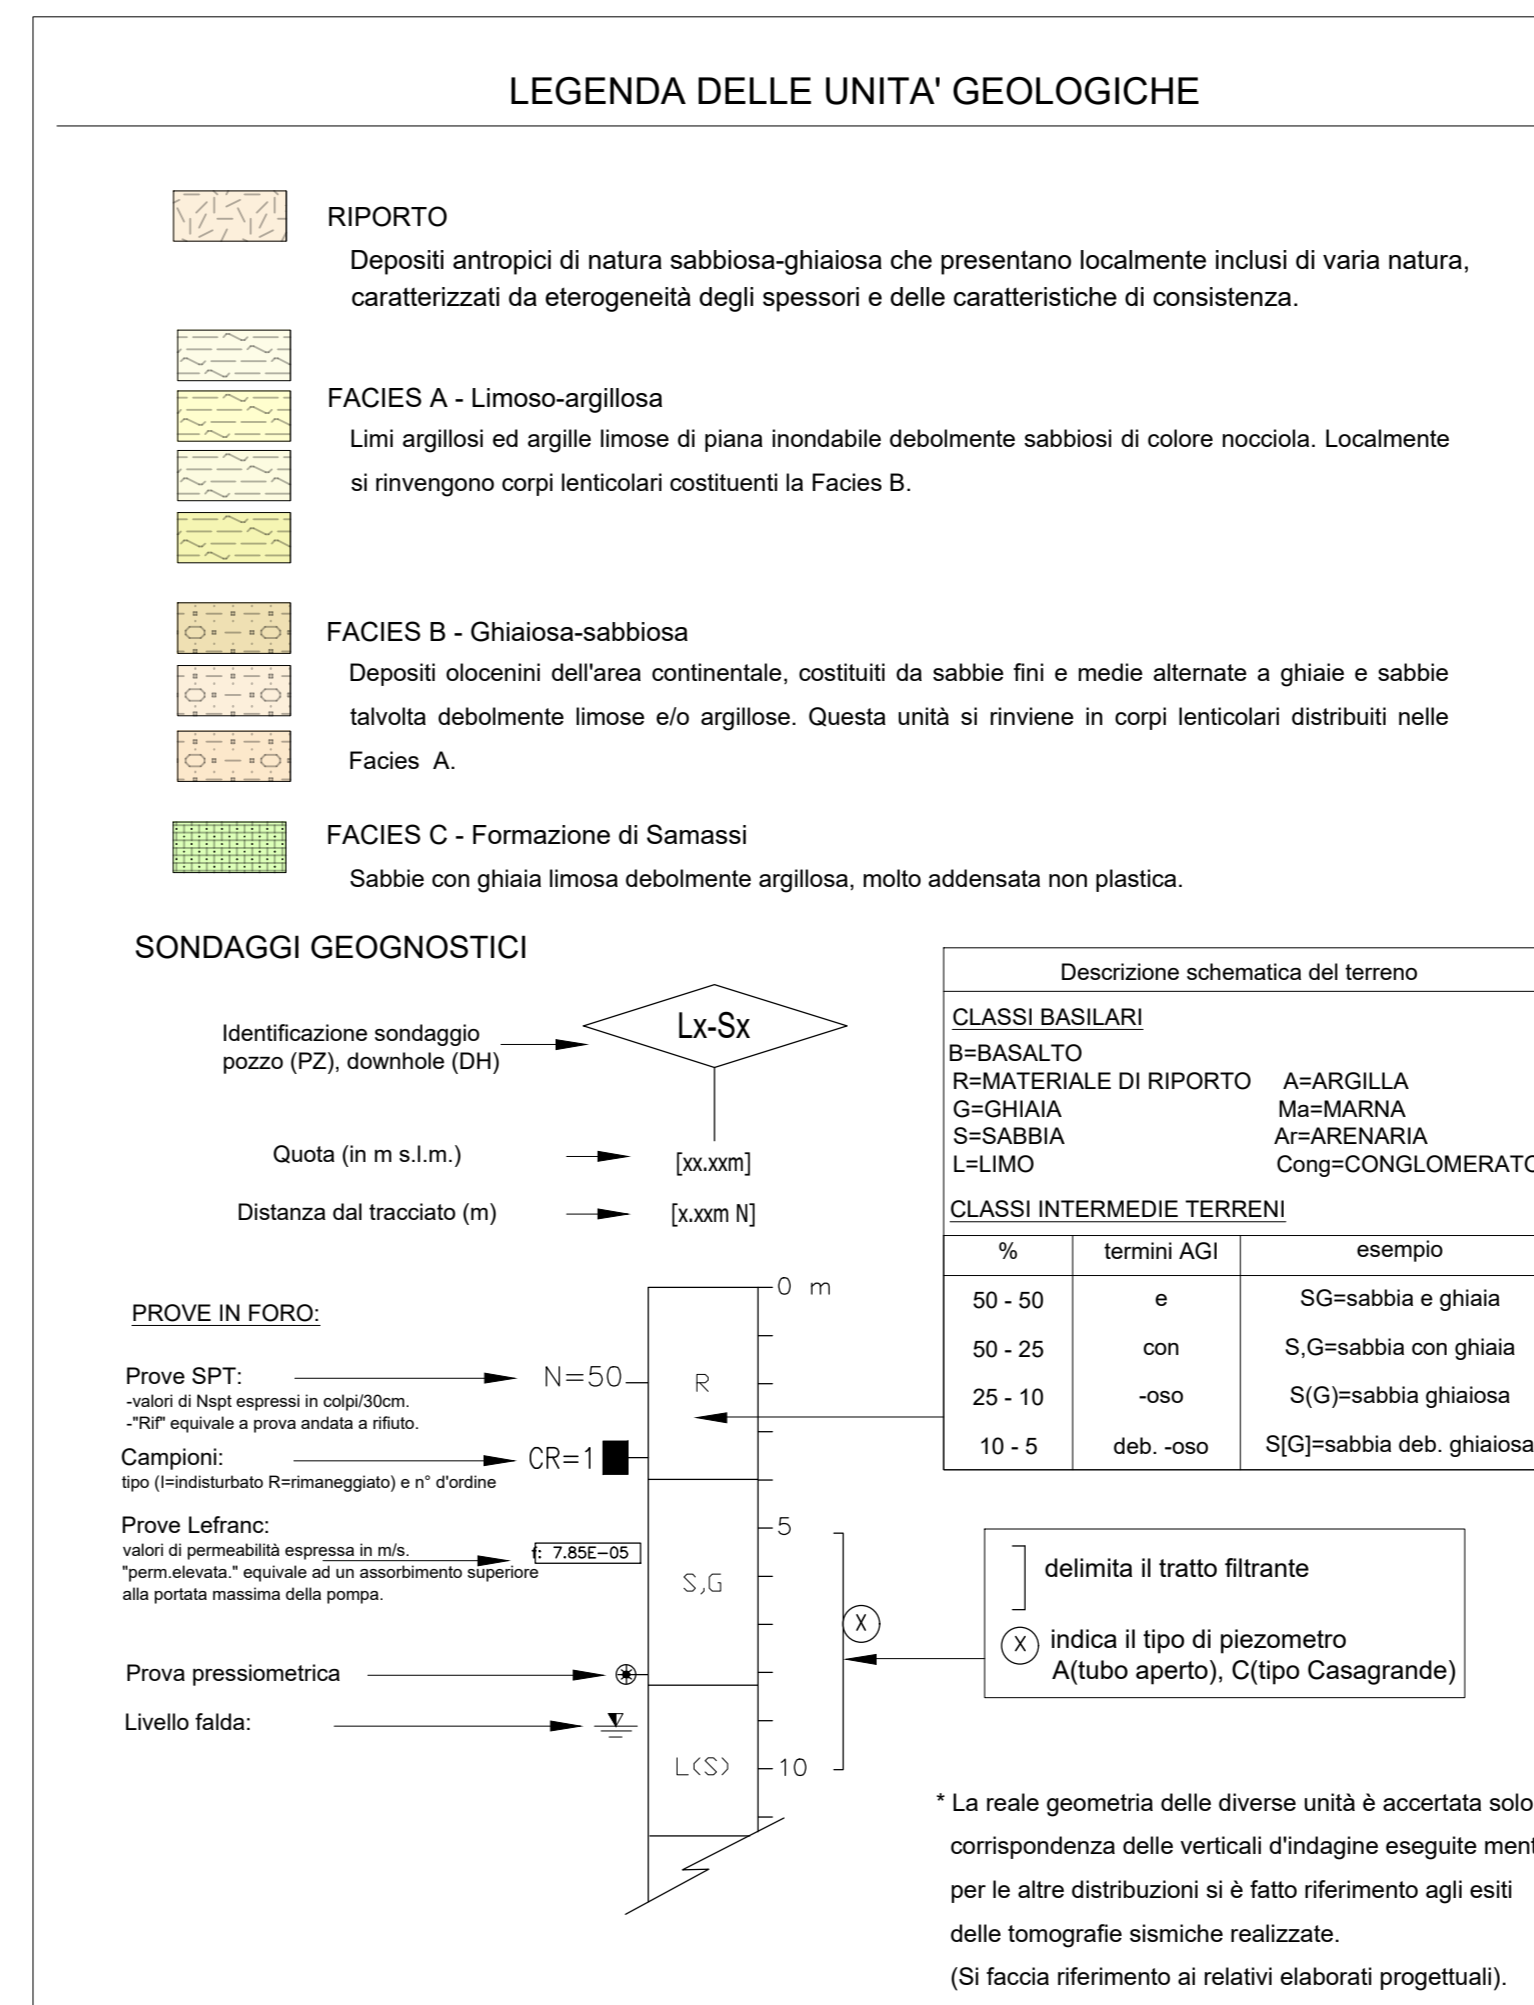 LEGENDA DELLE UNITA' GEOLOGICHE
RIPORTO
Depositi antropici di natura sabbiosa-ghiaiosa che presentano localmente inclusi di varia natura,
caratterizzati da eterogeneità degli spessori e delle caratteristiche di consistenza.
FACIES A - Limoso-argillosa
Limi argillosi ed argille limose di piana inondabile debolmente sabbiosi di colore nocciola. Localmente
si rinvengono corpi lenticolari costituenti la Facies B.
FACIES B - Ghiaiosa-sabbiosa
Depositi olocenini dell'area continentale, costituiti da sabbie fini e medie alternate a ghiaie e sabbie
talvolta debolmente limose e/o argillose. Questa unità si rinviene in corpi lenticolari distribuiti nelle
Facies A.
FACIES C - Formazione di Samassi
Sabbie con ghiaia limosa debolmente argillosa, molto addensata non plastica.
SONDAGGI GEOGNOSTICI
Identificazione sondaggio
pozzo (PZ), downhole (DH)
Lx-Sx
Quota (in m s.l.m.)
[xx.xxm]
Distanza dal tracciato (m)
[x.xxm N]
Descrizione schematica del terreno
CLASSI BASILARI
B=BASALTO
R=MATERIALE DI RIPORTO A=ARGILLA
G=GHIAIA Ma=MARNA
S=SABBIA Ar=ARENARIA
L=LIMO Cong=CONGLOMERATO
CLASSI INTERMEDIE TERRENI
% termini AGI esempio
50 - 50 e SG=sabbia e ghiaia
50 - 25 con S,G=sabbia con ghiaia
25 - 10 -oso S(G)=sabbia ghiaiosa
10 - 5 deb. -oso S[G]=sabbia deb. ghiaiosa
PROVE IN FORO:
0 m
Prove SPT:
-valori di Nspt espressi in colpi/30cm.
-"Rif" equivale a prova andata a rifiuto.
N=50
R
Campioni:
tipo (I=indisturbato R=rimaneggiato) e n° d'ordine
CR=1
Prove Lefranc:
valori di permeabilità espressa in m/s.
"perm.elevata." equivale ad un assorbimento superiore
alla portata massima della pompa.
f: 7.85E-05
5
S,G
X
Prova pressiometrica
Livello falda:
L(S)
10
delimita il tratto filtrante
X indica il tipo di piezometro
A(tubo aperto), C(tipo Casagrande)
* La reale geometria delle diverse unità è accertata solo
corrispondenza delle verticali d'indagine eseguite ment
per le altre distribuzioni si è fatto riferimento agli esiti
delle tomografie sismiche realizzate.
(Si faccia riferimento ai relativi elaborati progettuali).